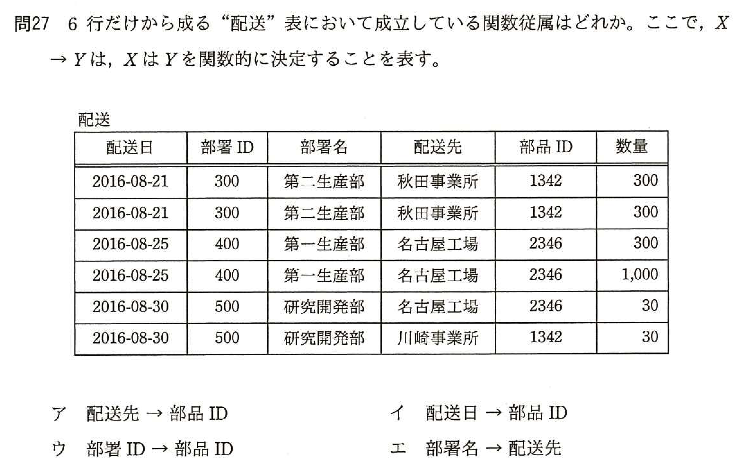 問27 6 行だけから成る“配送”表において成立している関数従属はどれか。ここで，X
→ Y は，X は Y を関数的に決定することを表す。
配送
配送日 部署 ID 部署名 配送先 部品 ID 数量
2016-08-21 300 第二生産部 秋田事業所 1342 300
2016-08-21 300 第二生産部 秋田事業所 1342 300
2016-08-25 400 第一生産部 名古屋工場 2346 300
2016-08-25 400 第一生産部 名古屋工場 2346 1,000
2016-08-30 500 研究開発部 名古屋工場 2346 30
2016-08-30 500 研究開発部 川崎事業所 1342 30
ア 配送先 → 部品 ID イ 配送日 → 部品 ID
ウ 部署 ID → 部品 ID エ 部署名 → 配送先